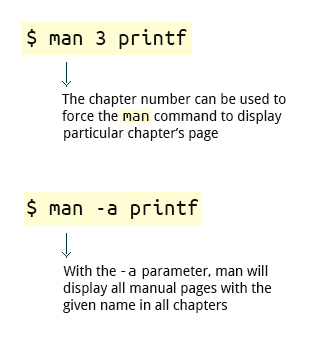 $ man 3 printf
The chapter number can be used to
force the man command to display
particular chapter's page
$ man -a printf
With the -a parameter, man will
display all manual pages with the
given name in all chapters